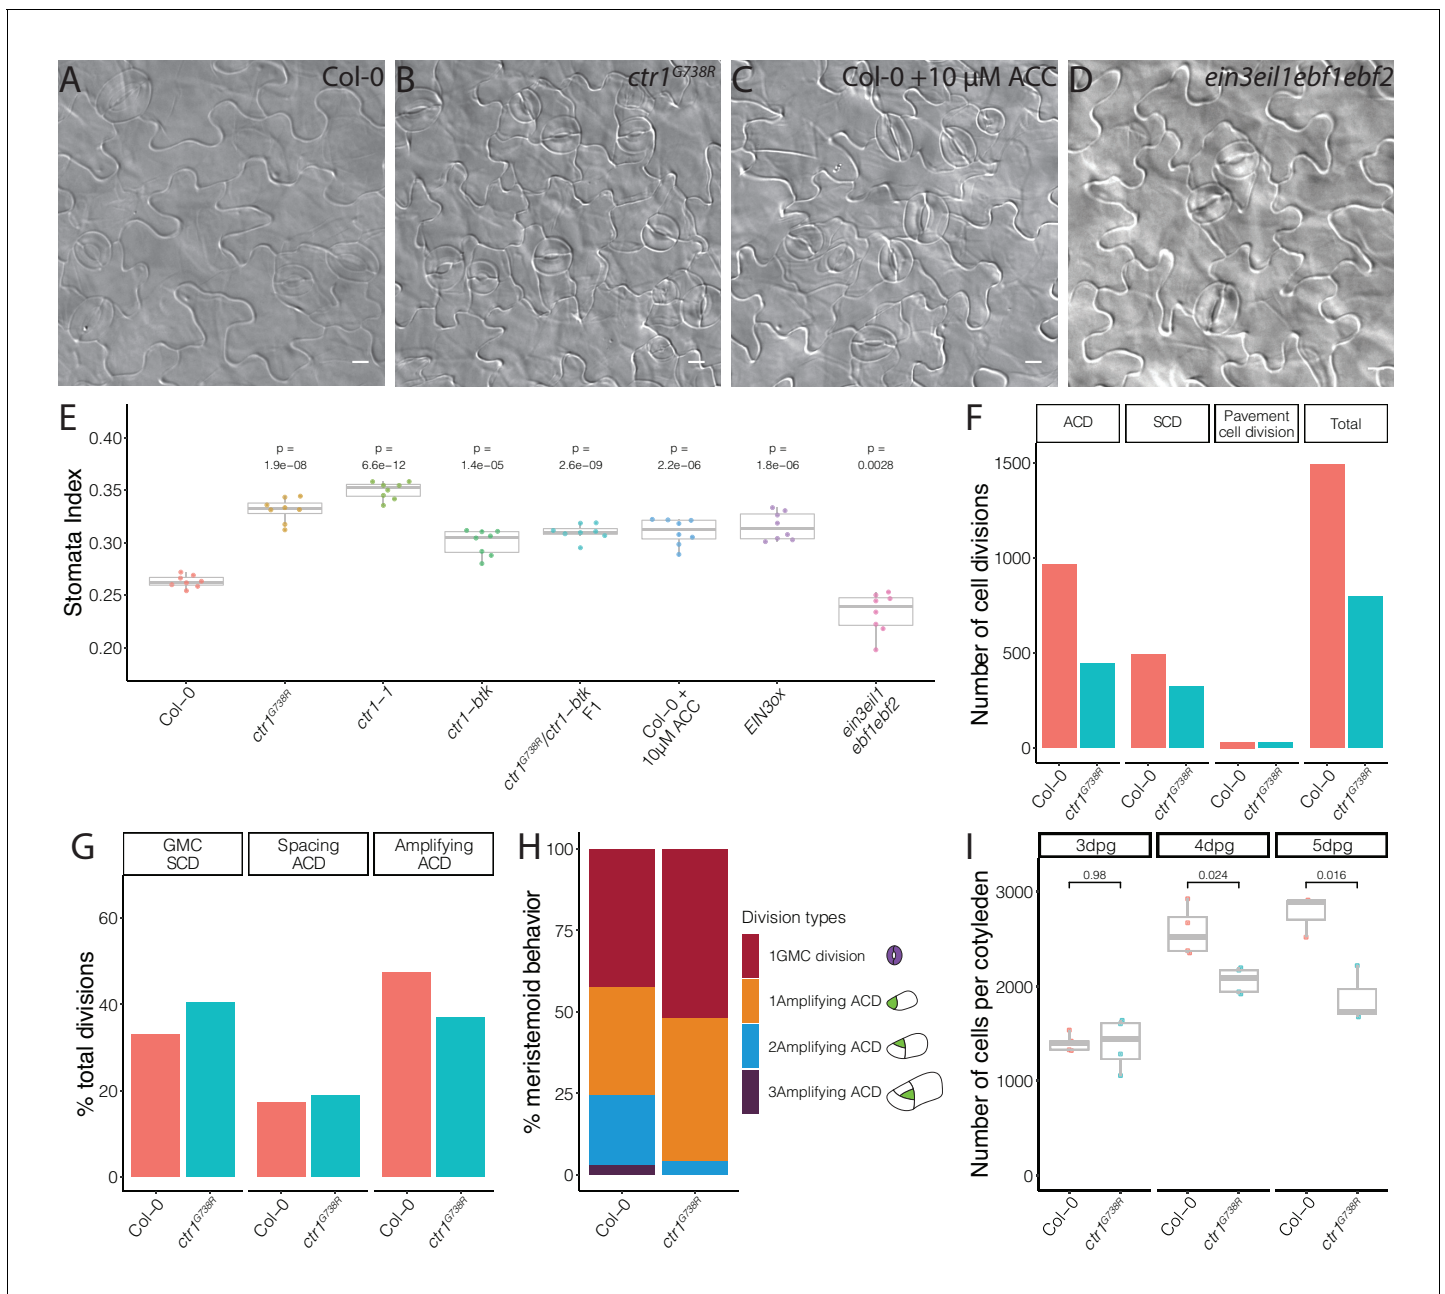 A Col-0
B ctr1G738R
C Col-0 +10 µM ACC
D ein3eil1ebf1ebf2
E
Stomata Index
0.40
0.35
0.30
0.25
0.20
p =
1.9e−08
p =
6.6e−12
p =
1.4e−05
p =
2.6e−09
p =
2.2e−06
p =
1.8e−06
p =
0.0028
Col−0
ctr1G738R
ctr1−1
ctr1−btk
ctr1G738R/ctr1−btk
F1
Col−0 +
10µM ACC
EIN3ox
ein3eil1
ebf1ebf2
F
ACD
SCD
Pavement
cell division
Total
Number of cell divisions
1500
1000
500
0
Col−0
ctr1G738R
Col−0
ctr1G738R
Col−0
ctr1G738R
Col−0
ctr1G738R
G
GMC
SCD
Spacing
ACD
Amplifying
ACD
% total divisions
60
40
20
0
Col−0
ctr1G738R
Col−0
ctr1G738R
Col−0
ctr1G738R
H
% meristemoid behavior
100
75
50
25
0
Col−0
ctr1G738R
Division types
1GMC division
1Amplifying ACD
2Amplifying ACD
3Amplifying ACD
I
3dpg
4dpg
5dpg
Number of cells per cotyleden
3000
2000
1000
0
0.98
0.024
0.016
Col−0
ctr1G738R
Col−0
ctr1G738R
Col−0
ctr1G738R